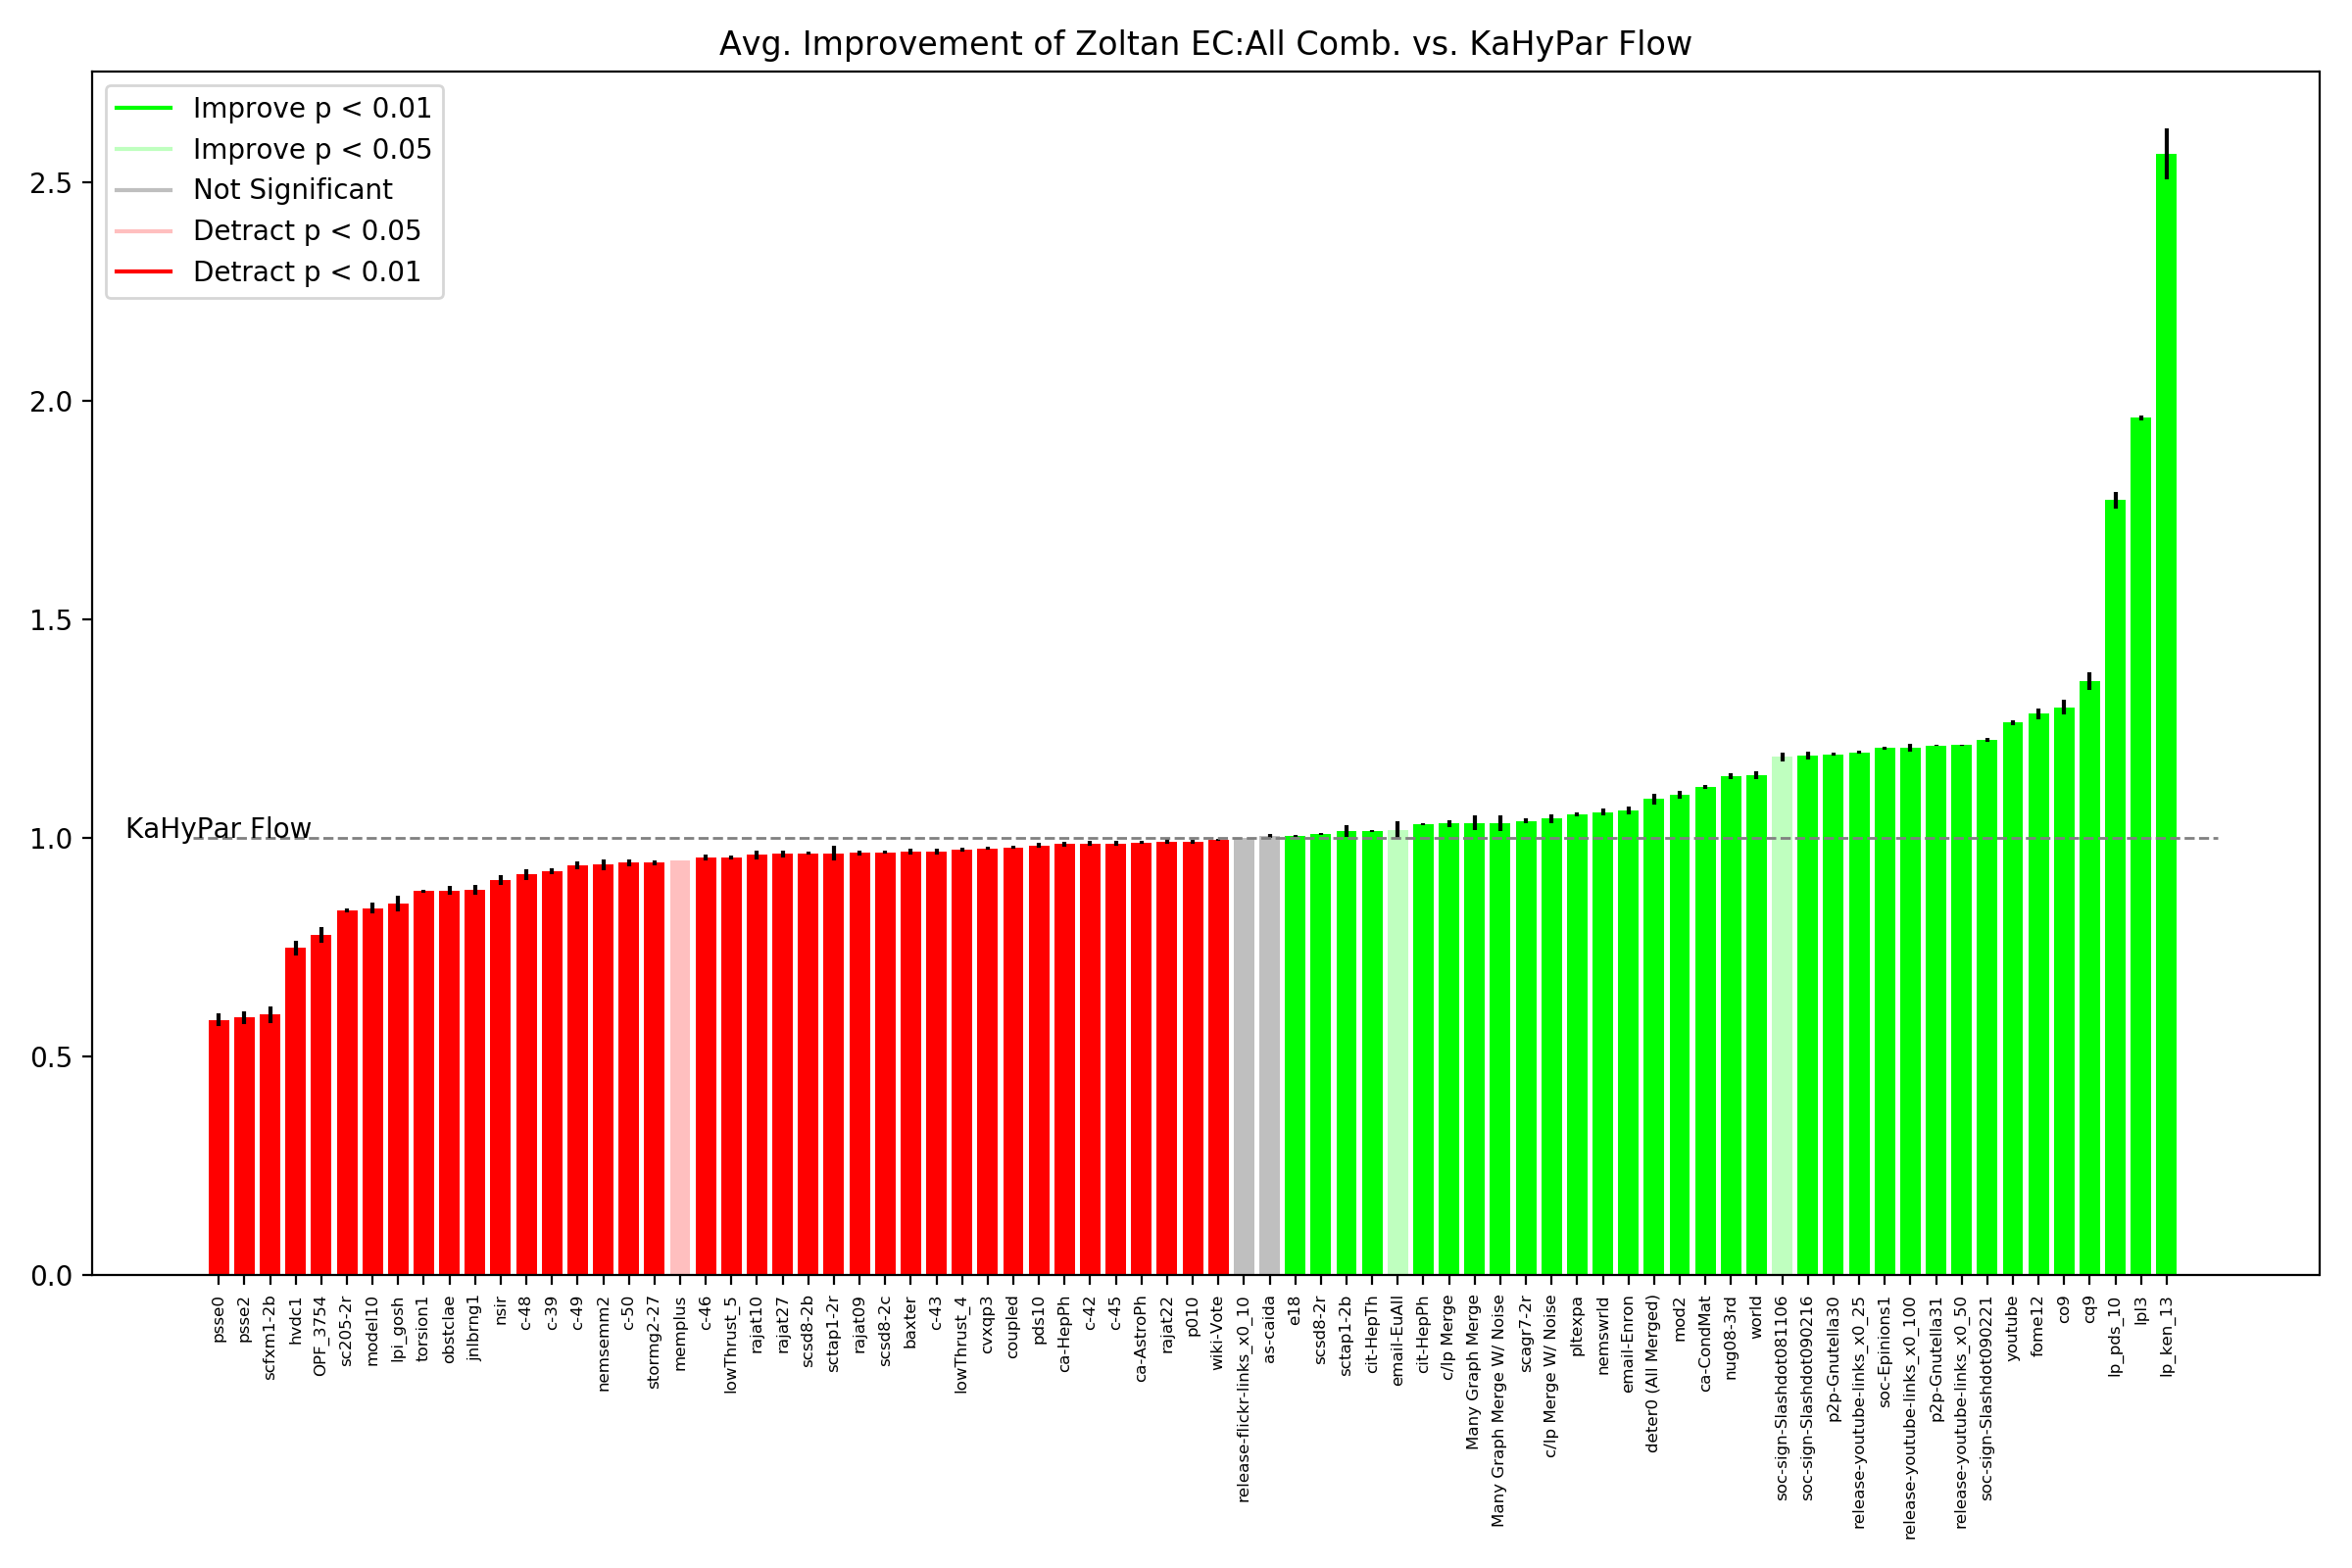 Avg. Improvement of Zoltan EC:All Comb. vs. KaHyPar Flow
Improve p < 0.01
Improve p < 0.05
Not Significant
Detract p < 0.05
Detract p < 0.01
2.5
2.0
1.5
1.0
0.5
0.0
KaHyPar Flow
psse0
psse2
scfxm1-2b
hvdc1
OPF_3754
sc205-2r
model10
lpi_gosh
torsion1
obstclae
jnlbrng1
nsir
c-48
c-39
c-49
nemsemm2
c-50
stormg2-27
memplus
c-46
lowThrust_5
rajat10
rajat27
scsd8-2b
sctap1-2r
rajat09
scsd8-2c
baxter
c-43
lowThrust_4
cvxqp3
coupled
pds10
ca-HepPh
c-42
c-45
ca-AstroPh
rajat22
p010
wiki-Vote
release-flickr-links_x0_10
as-caida
e18
scsd8-2r
sctap1-2b
cit-HepTh
email-EuAll
cit-HepPh
c/lp Merge
Many Graph Merge
Many Graph Merge W/ Noise
scagr7-2r
c/lp Merge W/ Noise
pltexpa
nemswrld
email-Enron
deter0 (All Merged)
mod2
ca-CondMat
nug08-3rd
world
soc-sign-Slashdot081106
soc-sign-Slashdot090216
p2p-Gnutella30
release-youtube-links_x0_25
soc-Epinions1
release-youtube-links_x0_100
p2p-Gnutella31
release-youtube-links_x0_50
soc-sign-Slashdot090221
youtube
fome12
co9
cq9
lp_pds_10
lpl3
lp_ken_13